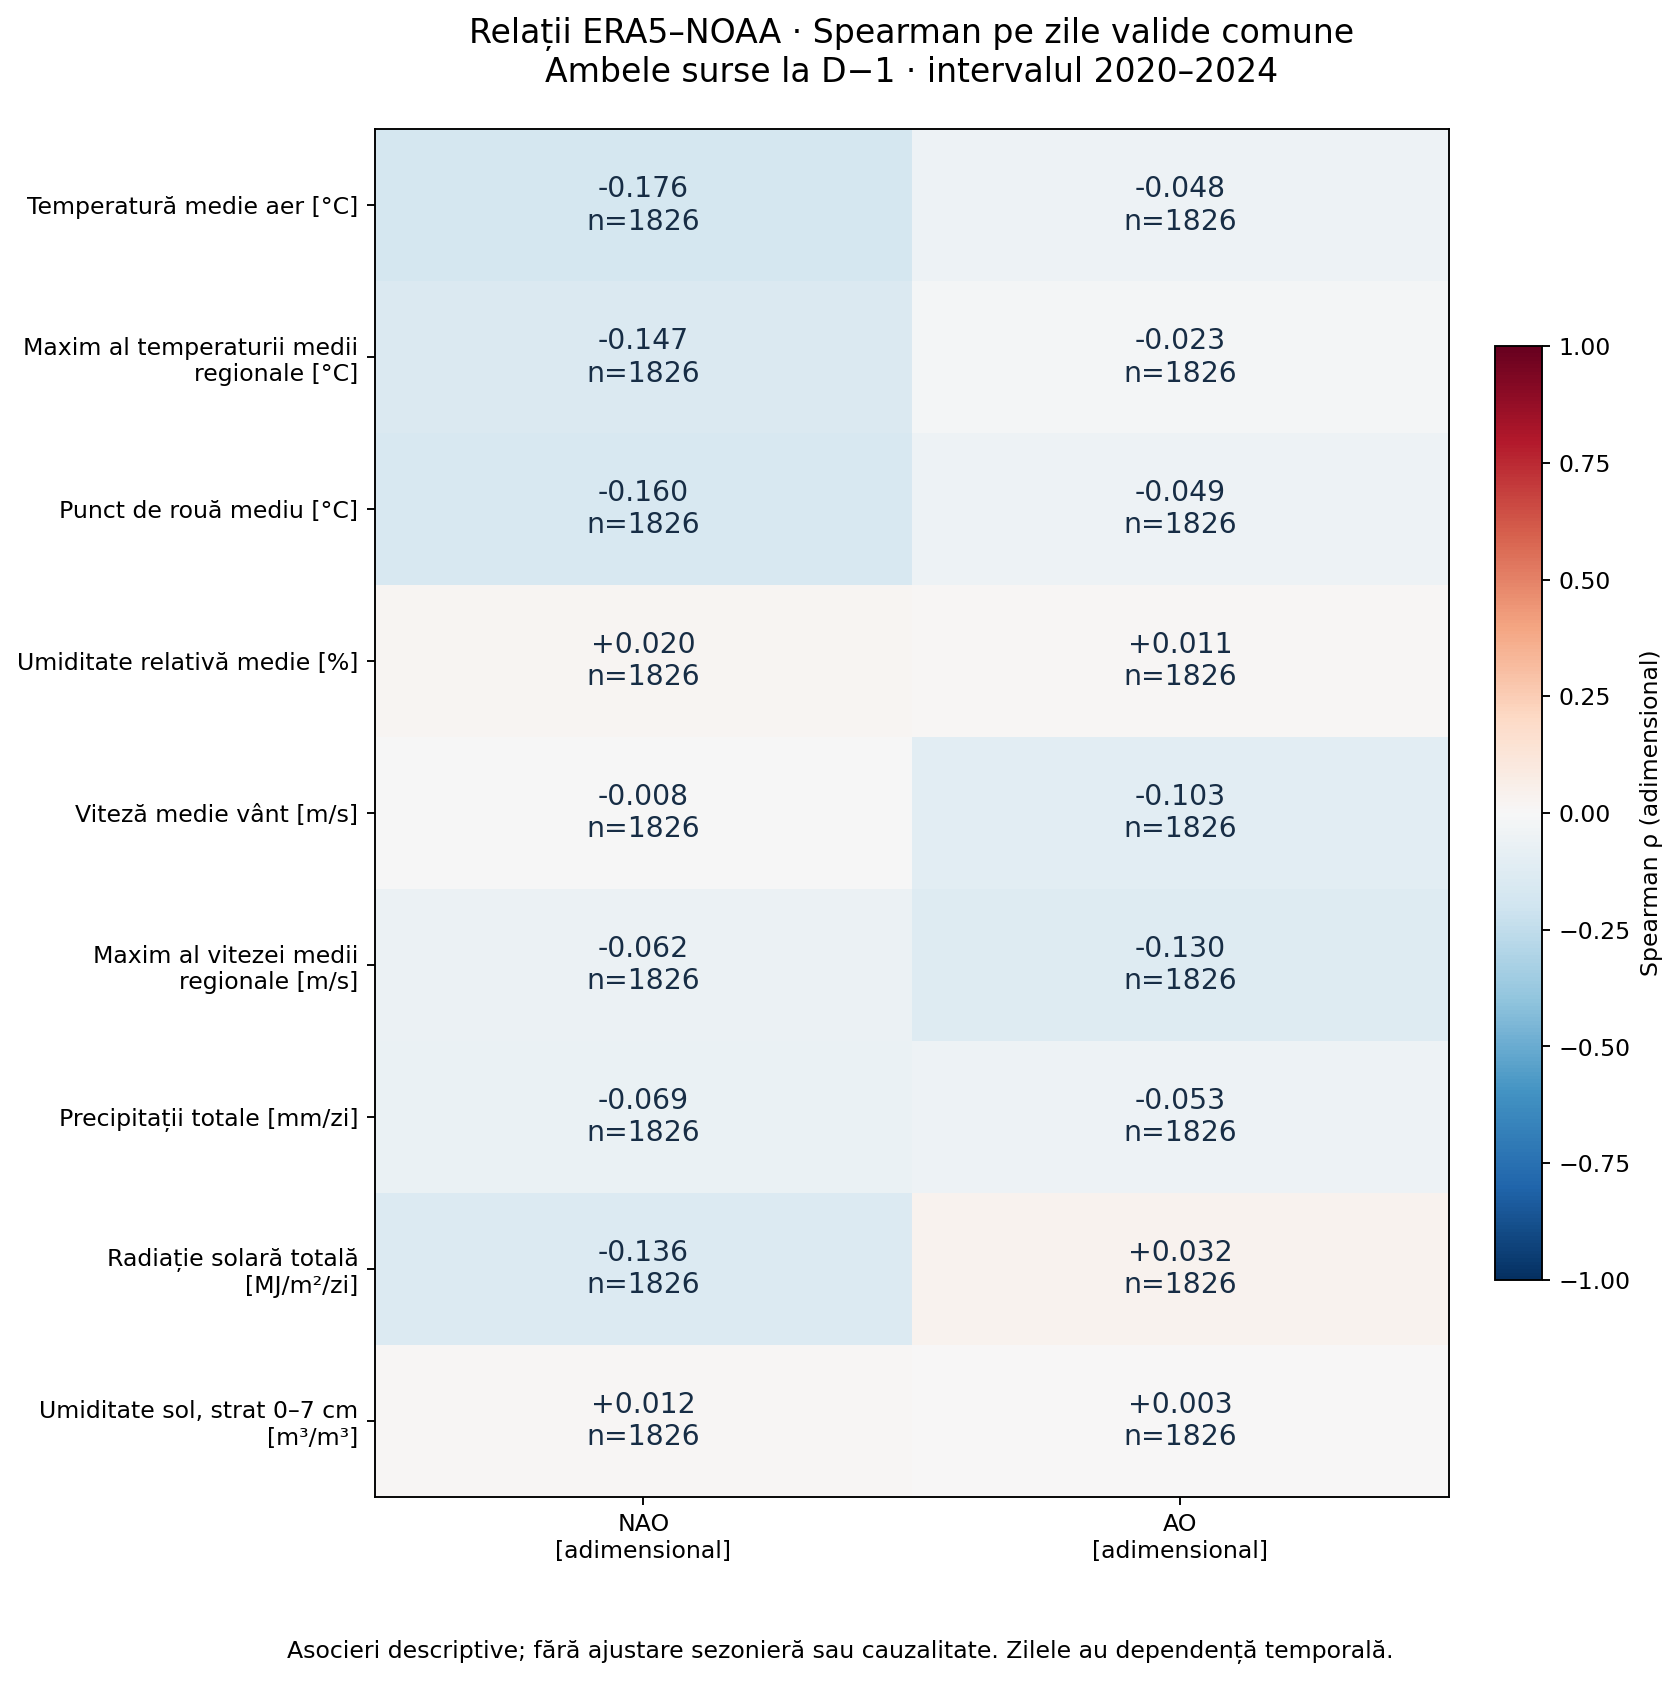 Relații ERA5–NOAA · Spearman pe zile valide comune
Ambele surse la D−1 · intervalul 2020–2024
Temperatură medie aer [°C]
-0.176
n=1826
-0.048
n=1826
Maxim al temperaturii medii
regionale [°C]
-0.147
n=1826
-0.023
n=1826
Punct de rouă mediu [°C]
-0.160
n=1826
-0.049
n=1826
Umiditate relativă medie [%]
+0.020
n=1826
+0.011
n=1826
Viteză medie vânt [m/s]
-0.008
n=1826
-0.103
n=1826
Maxim al vitezei medii
regionale [m/s]
-0.062
n=1826
-0.130
n=1826
Precipitații totale [mm/zi]
-0.069
n=1826
-0.053
n=1826
Radiație solară totală
[MJ/m²/zi]
-0.136
n=1826
+0.032
n=1826
Umiditate sol, strat 0–7 cm
[m³/m³]
+0.012
n=1826
+0.003
n=1826
NAO
[adimensional]
AO
[adimensional]
1.00
0.75
0.50
0.25
0.00
−0.25
−0.50
−0.75
−1.00
Spearman ρ (adimensional)
Asocieri descriptive; fără ajustare sezonieră sau cauzalitate. Zilele au dependență temporală.